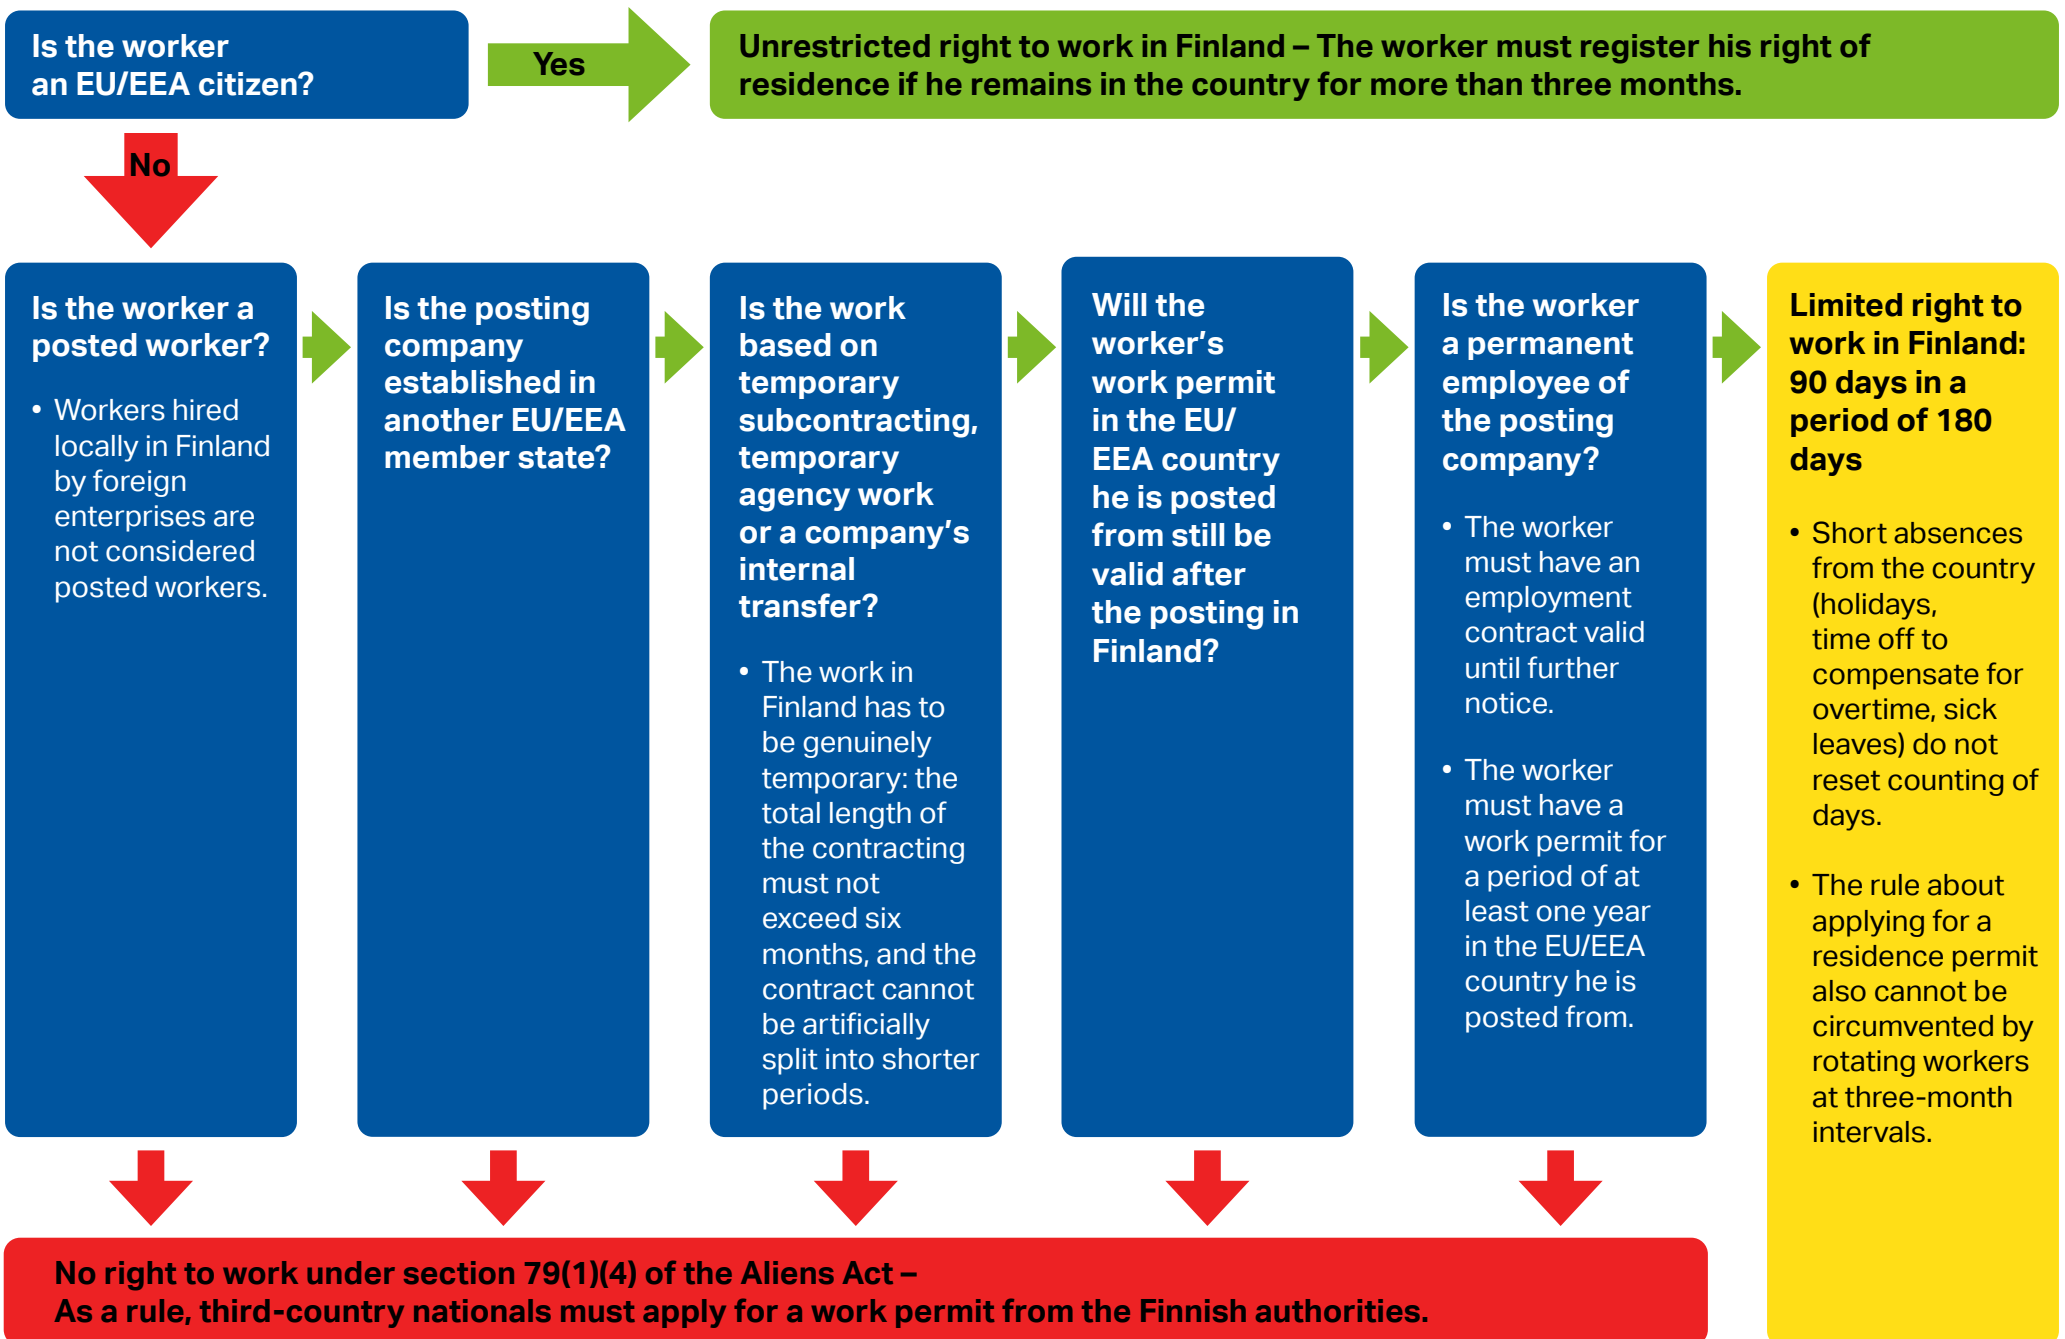 Is the worker
an EU/EEA citizen?
Yes
Unrestricted right to work in Finland – The worker must register his right of
residence if he remains in the country for more than three months.
No
Is the worker a
posted worker?
• Workers hired
locally in Finland
by foreign
enterprises are
not considered
posted workers.
Is the posting
company
established in
another EU/EEA
member state?
Is the work
based on
temporary
subcontracting,
temporary
agency work
or a company's
internal
transfer?
• The work in
Finland has to
be genuinely
temporary: the
total length of
the contracting
must not
exceed six
months, and the
contract cannot
be artificially
split into shorter
periods.
Will the
worker's
work permit
in the EU/
EEA country
he is posted
from still be
valid after
the posting in
Finland?
Is the worker
a permanent
employee of
the posting
company?
• The worker
must have an
employment
contract valid
until further
notice.
• The worker
must have a
work permit for
a period of at
least one year
in the EU/EEA
country he is
posted from.
Limited right to
work in Finland:
90 days in a
period of 180
days
• Short absences
from the country
(holidays,
time off to
compensate for
overtime, sick
leaves) do not
reset counting of
days.
• The rule about
applying for a
residence permit
also cannot be
circumvented by
rotating workers
at three-month
intervals.
No right to work under section 79(1)(4) of the Aliens Act –
As a rule, third-country nationals must apply for a work permit from the Finnish authorities.